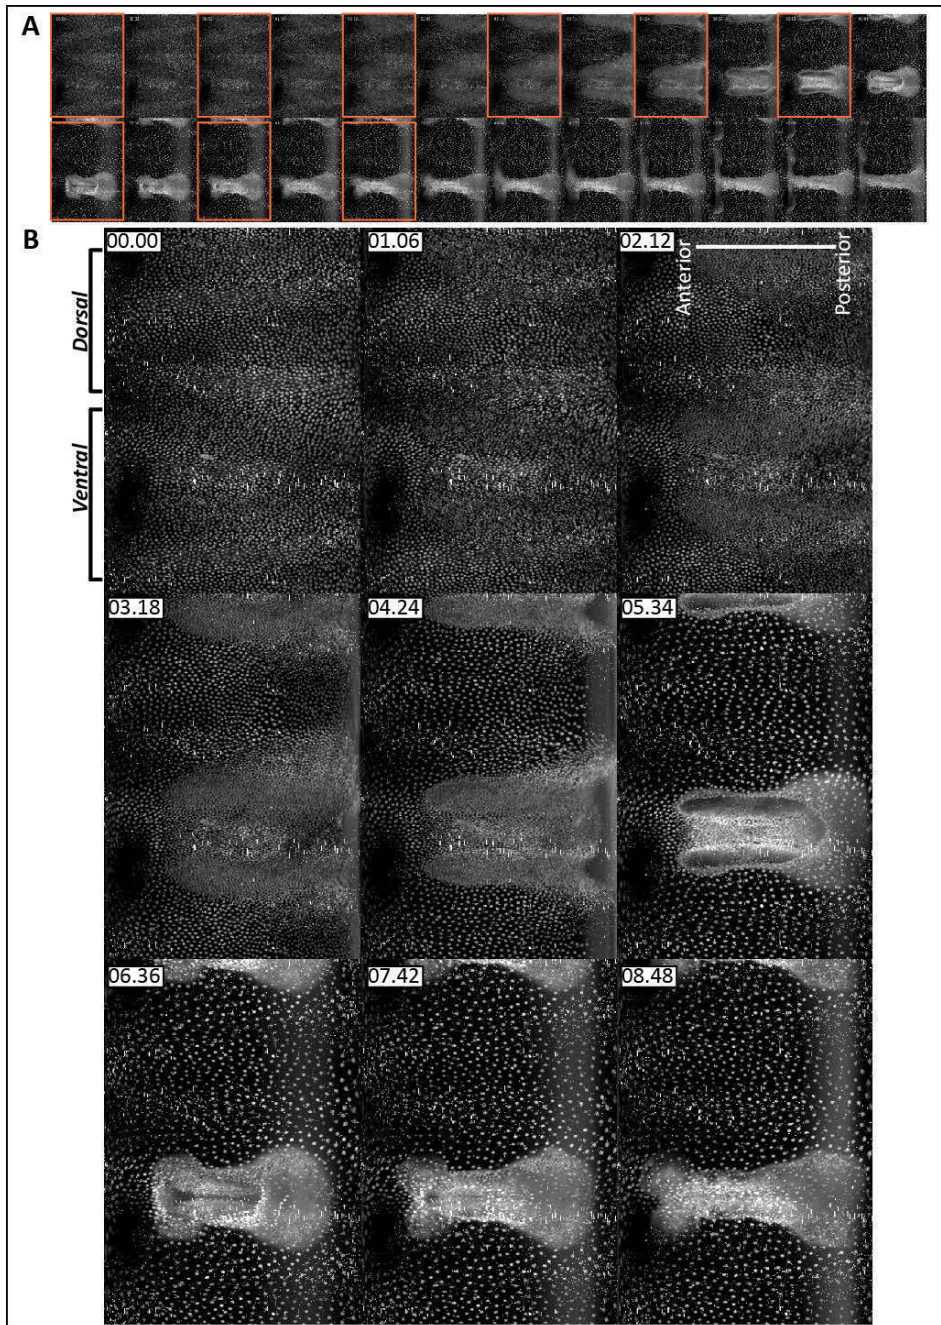 A
B
00.00
01.06
02.12
Anterior
Posterior
Dorsal
Ventral
03.18
04.24
05.34
06.36
07.42
08.48